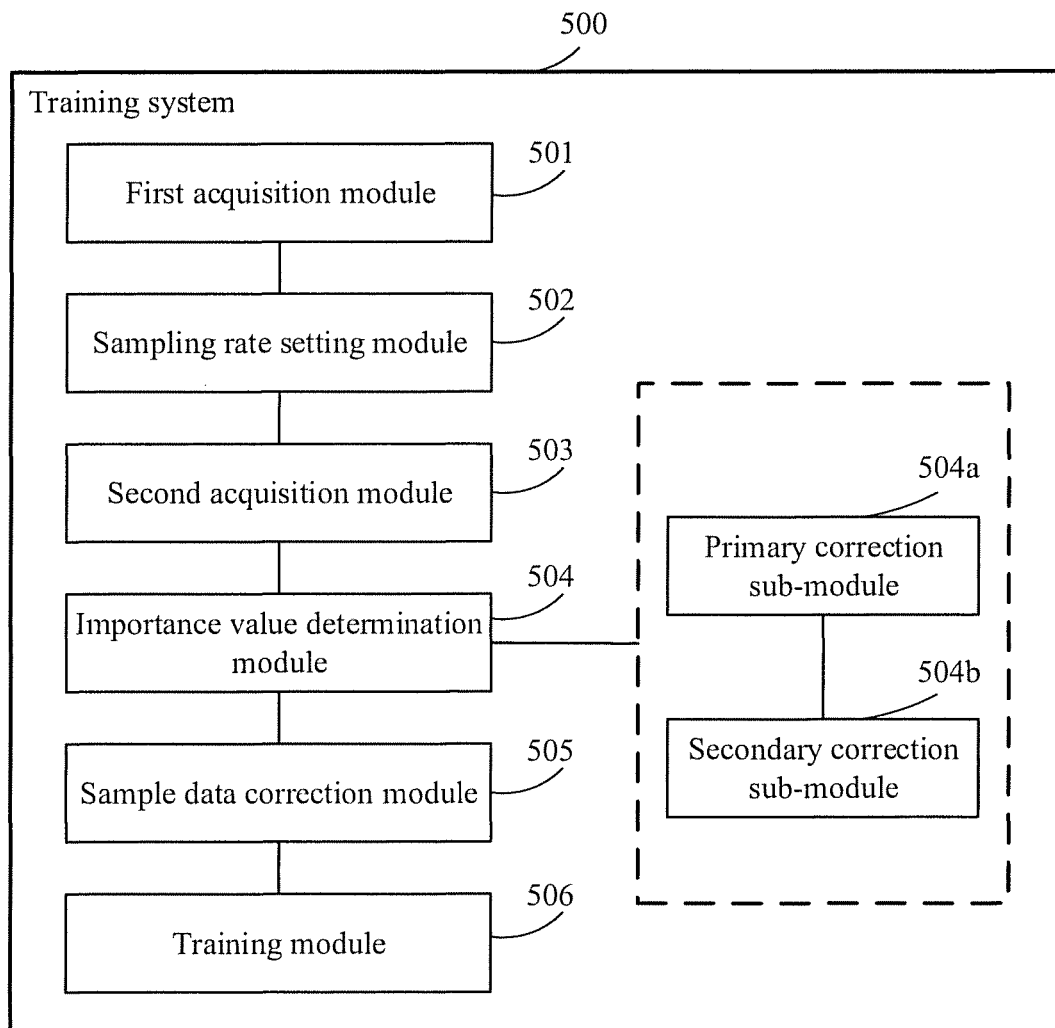 500
Training system
501
First acquisition module
502
Sampling rate setting module
503
Second acquisition module
504
Importance value determination
module
504a
Primary correction
sub-module
504b
Secondary correction
sub-module
505
Sample data correction module
506
Training module